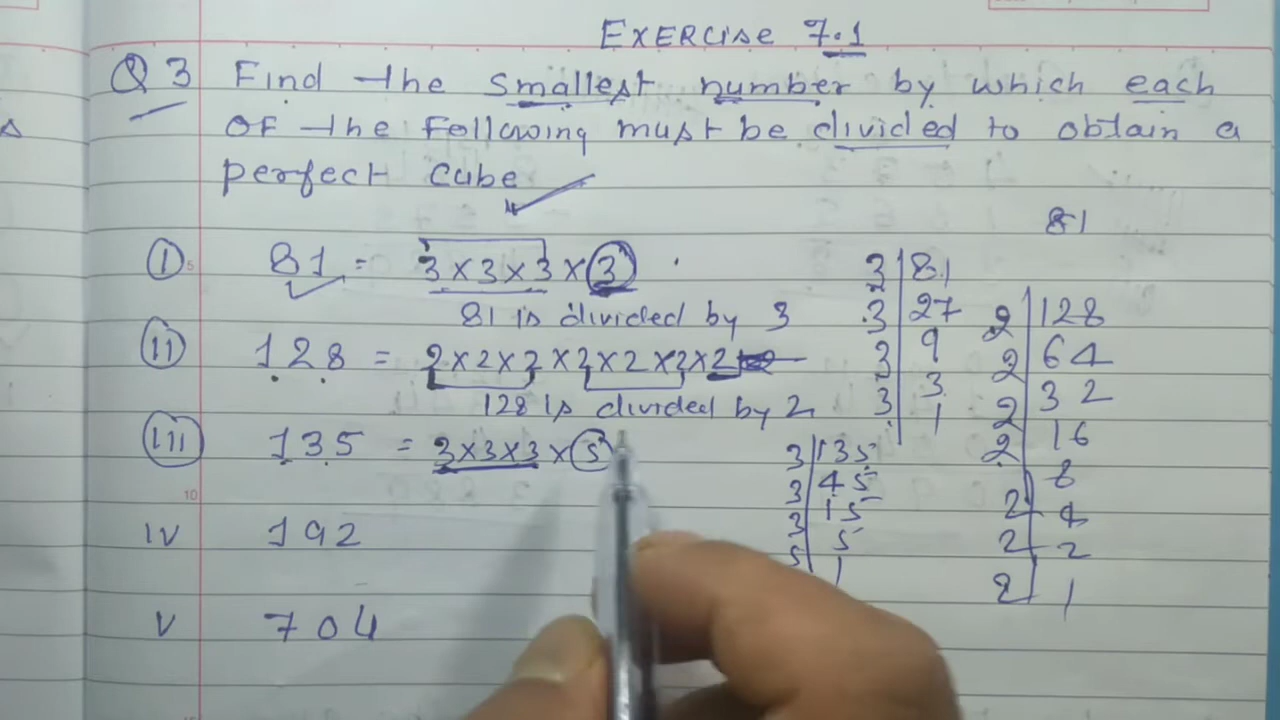 EXERCISE 7.1
Q3 Find the smallest number by which each
of the following must be divided to obtain a
perfect cube
81
(i) 81 = 3×3×3×3
81 is divided by 3
(ii) 128 = 2×2×2×2×2×2×2
128 is divided by 2
(iii) 135 = 3×3×3×5
iv 192
v 704
3 81
3 27
3 9
3 3
1
2 128
2 64
2 32
2 16
8
2 4
2 2
2 1
3 135
3 45
3 15
5 5
1
5
10